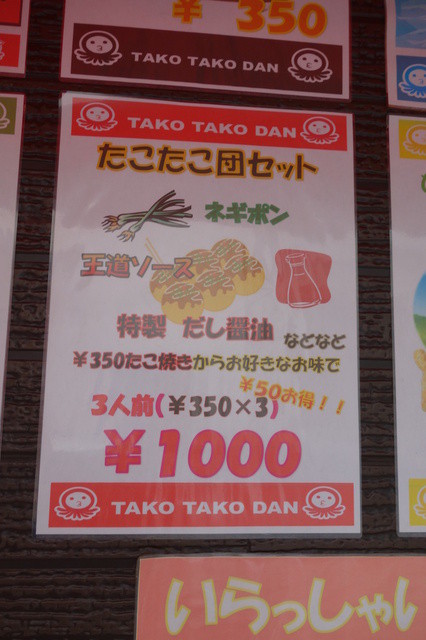 ¥350
TAKO TAKO DAN
TAKO TAKO DAN
たこたこ団セット
ネギポン
王道ソース
特製 だし醤油 などなど
¥350たこ焼きからお好きなお味で
¥50お得！！
3人前(¥350×3)
¥1000
TAKO TAKO DAN
いらっしゃい